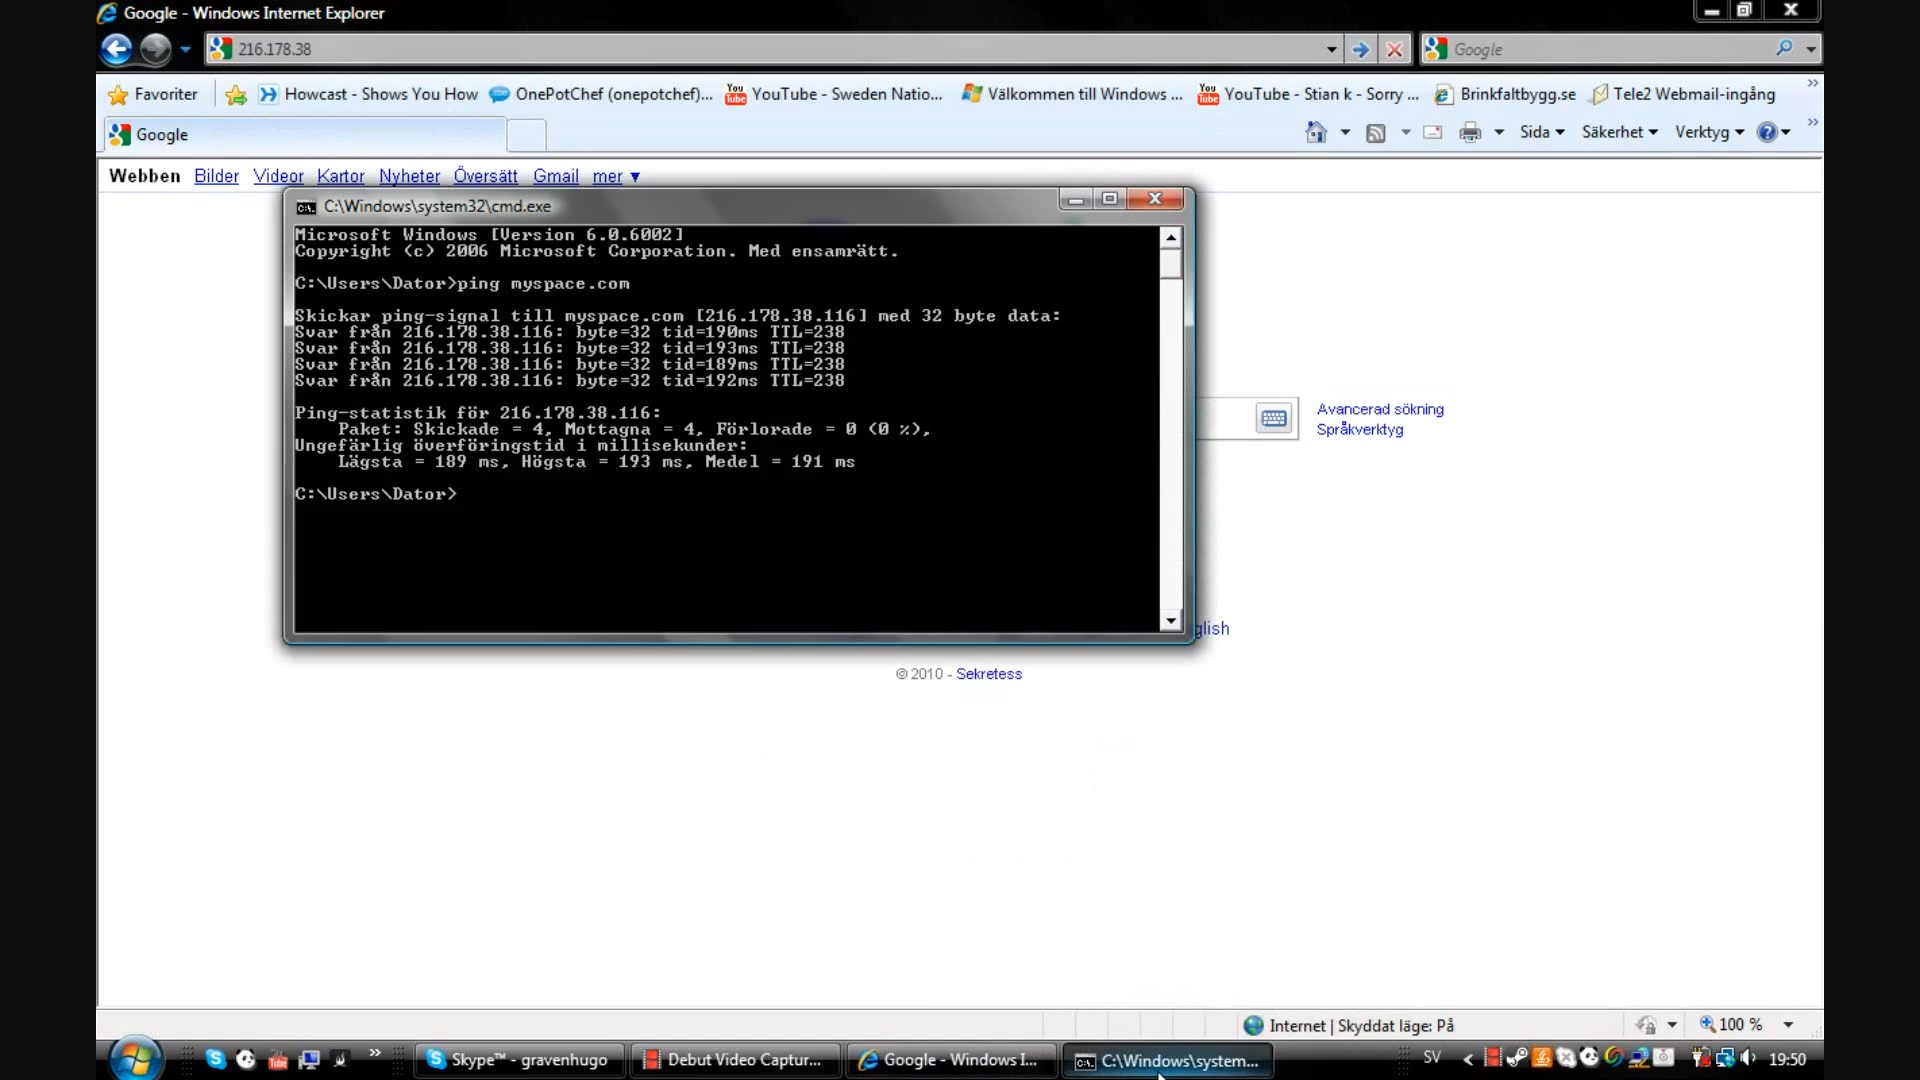 Google - Windows Internet Explorer
216.178.38
Google
Favoriter
Howcast - Shows You How
OnePotChef (onepotchef)...
YouTube - Sweden Natio...
Välkommen till Windows ...
YouTube - Stian k - Sorry ...
Brinkfaltbygg.se
Tele2 Webmail-ingång
Google
Sida
Säkerhet
Verktyg
Webben Bilder Videor Kartor Nyheter Översätt Gmail mer ▼
C:\Windows\system32\cmd.exe
Microsoft Windows [Version 6.0.6002]
Copyright (c) 2006 Microsoft Corporation. Med ensamrätt.
C:\Users\Dator>ping myspace.com
Skickar ping-signal till myspace.com [216.178.38.116] med 32 byte data:
Svar från 216.178.38.116: byte=32 tid=190ms TTL=238
Svar från 216.178.38.116: byte=32 tid=193ms TTL=238
Svar från 216.178.38.116: byte=32 tid=189ms TTL=238
Svar från 216.178.38.116: byte=32 tid=192ms TTL=238
Ping-statistik för 216.178.38.116:
Paket: Skickade = 4, Mottagna = 4, Förlorade = 0 (0 %),
Ungefärlig överföringstid i millisekunder:
Lägsta = 189 ms, Högsta = 193 ms, Medel = 191 ms
C:\Users\Dator>
Avancerad sökning
Språkverktyg
glish
© 2010 - Sekretess
Internet | Skyddat läge: På
100 %
Skype™ - gravenhugo
Debut Video Captur...
Google - Windows I...
C:\Windows\system...
SV
19:50